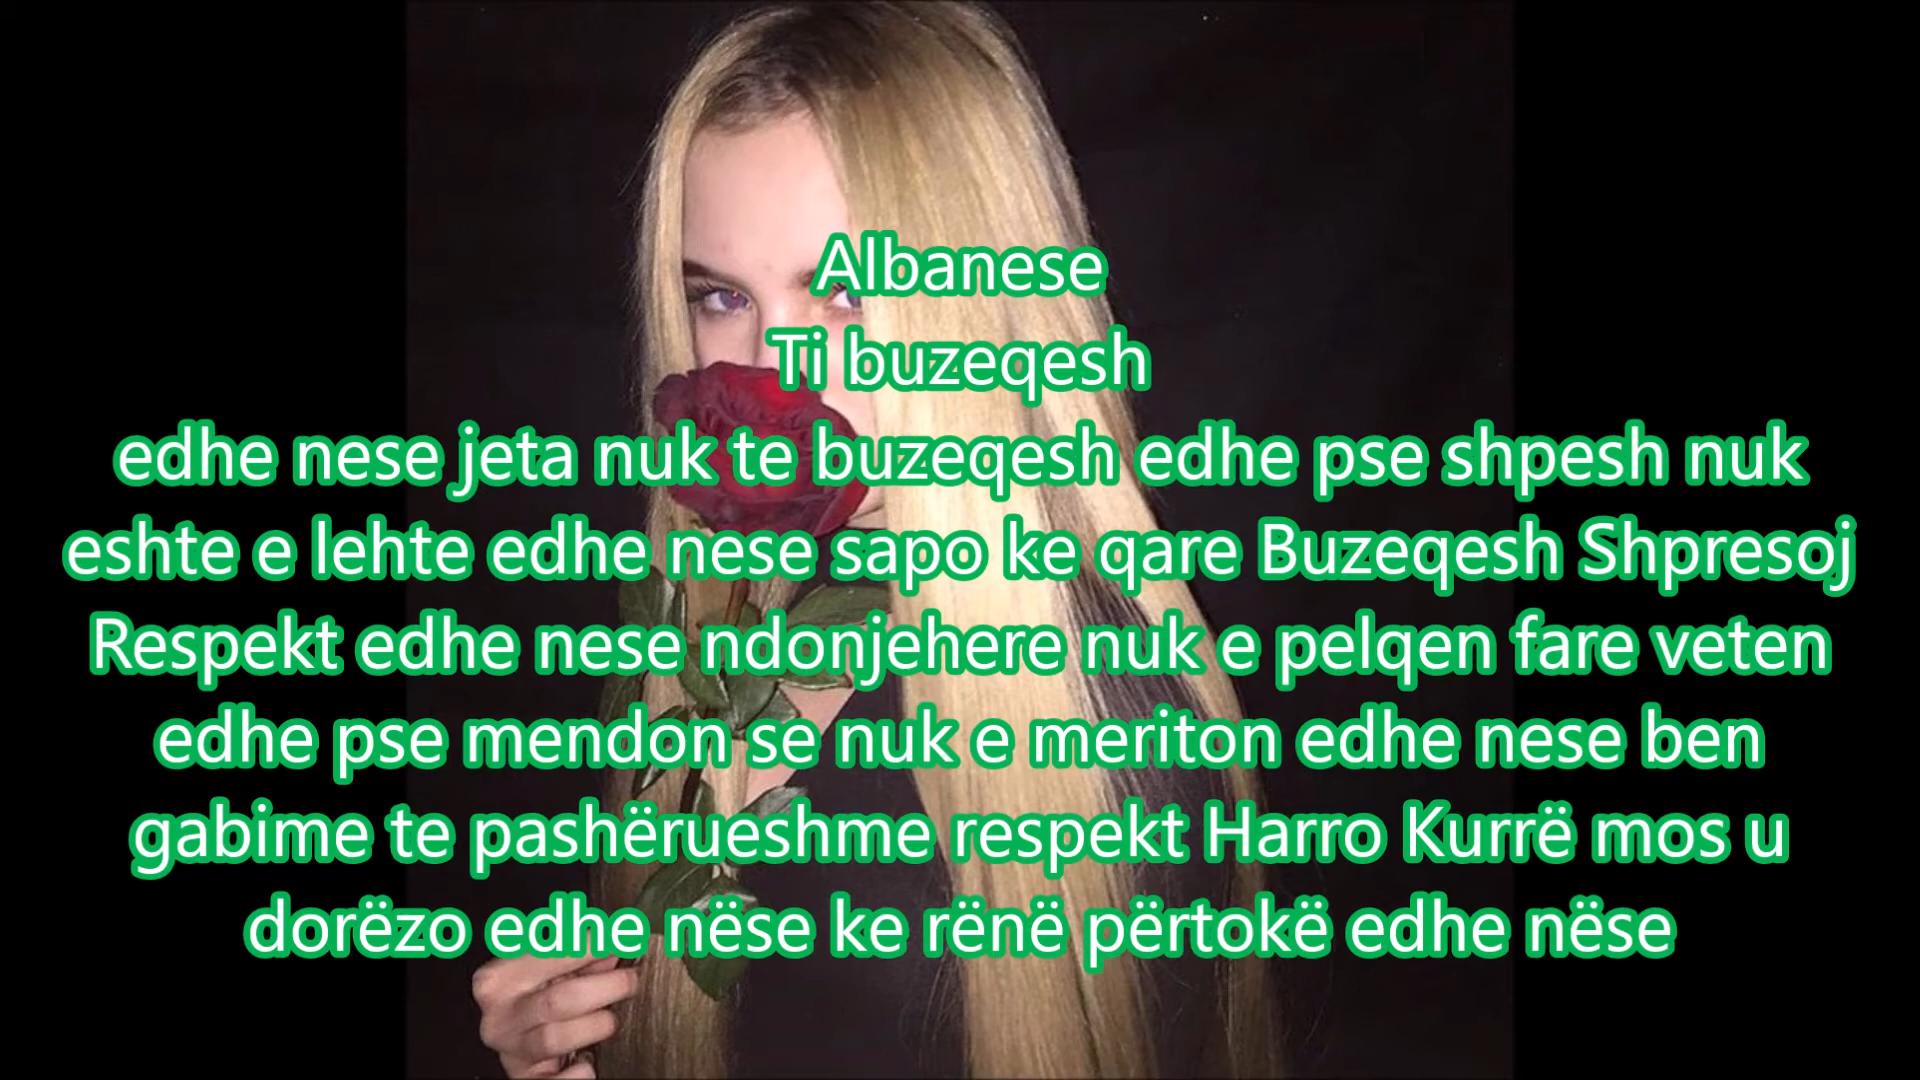 Albanese
Ti buzeqesh
edhe nese jeta nuk te buzeqesh edhe pse shpesh nuk
eshte e lehte edhe nese sapo ke qare Buzeqesh Shpresoj
Respekt edhe nese ndonjehere nuk e pelqen fare veten
edhe pse mendon se nuk e meriton edhe nese ben
gabime te pashërueshme respekt Harro Kurrë mos u
dorëzo edhe nëse ke rënë përtokë edhe nëse